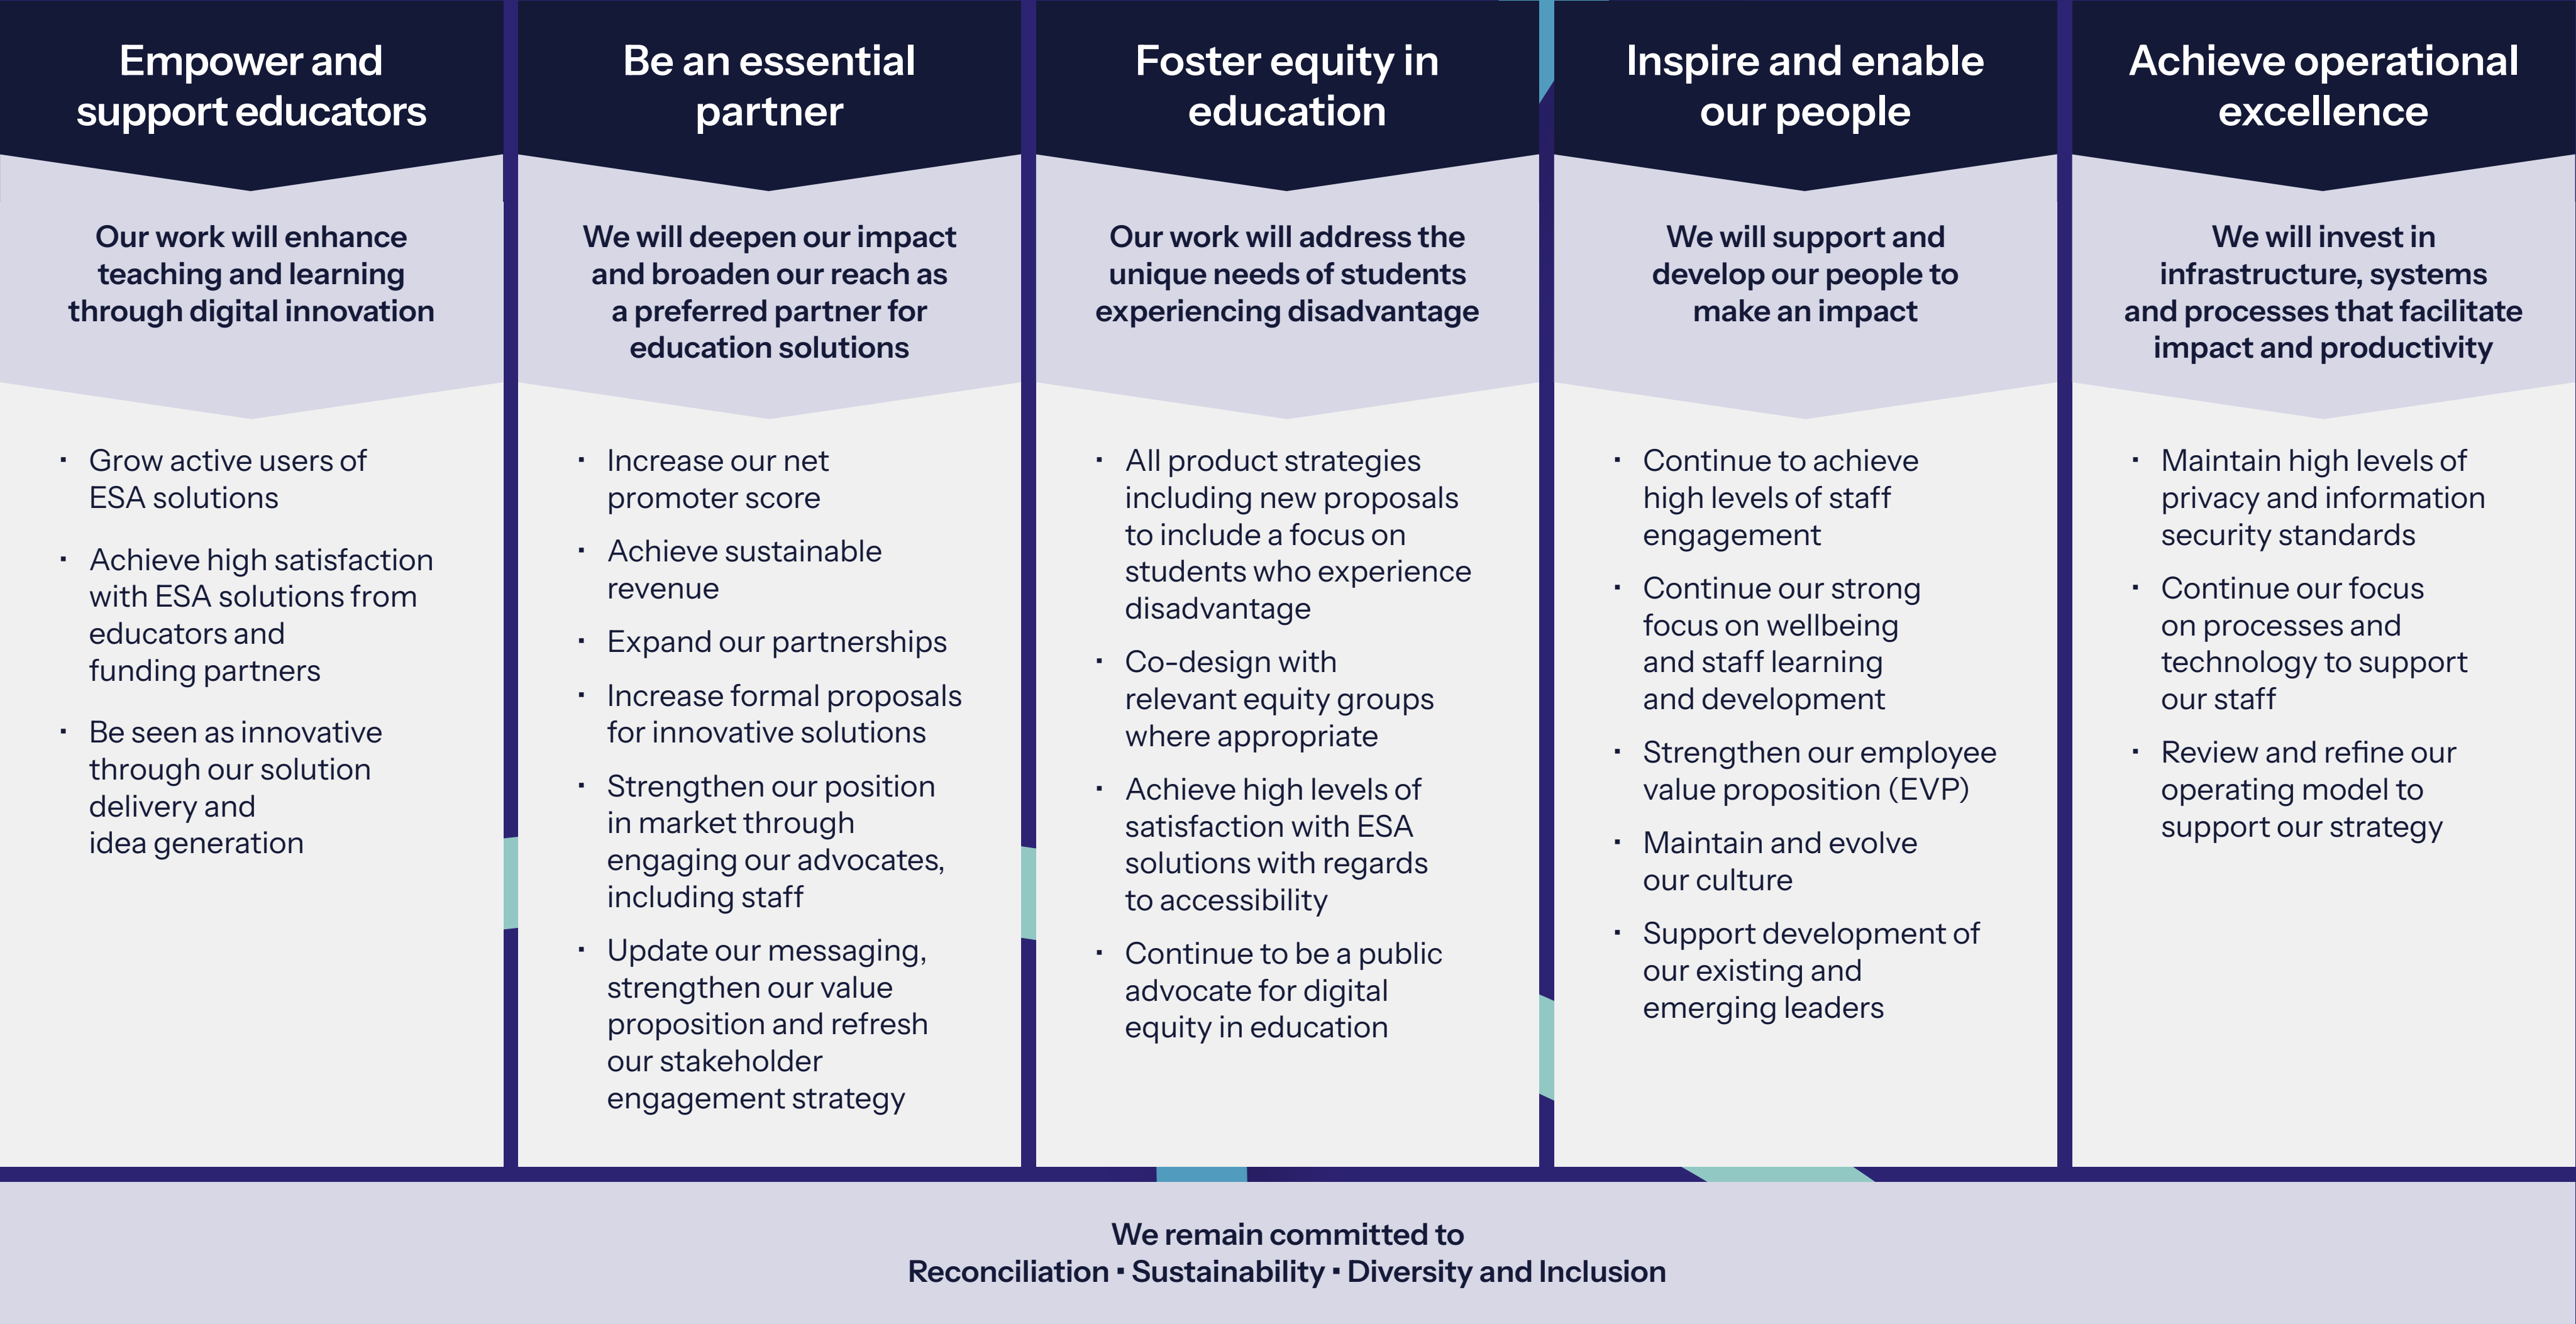 Empower and
support educators
Our work will enhance
teaching and learning
through digital innovation
· Grow active users of
ESA solutions
· Achieve high satisfaction
with ESA solutions from
educators and
funding partners
· Be seen as innovative
through our solution
delivery and
idea generation
Be an essential
partner
We will deepen our impact
and broaden our reach as
a preferred partner for
education solutions
· Increase our net
promoter score
· Achieve sustainable
revenue
· Expand our partnerships
· Increase formal proposals
for innovative solutions
· Strengthen our position
in market through
engaging our advocates,
including staff
· Update our messaging,
strengthen our value
proposition and refresh
our stakeholder
engagement strategy
Foster equity in
education
Our work will address the
unique needs of students
experiencing disadvantage
· All product strategies
including new proposals
to include a focus on
students who experience
disadvantage
· Co-design with
relevant equity groups
where appropriate
· Achieve high levels of
satisfaction with ESA
solutions with regards
to accessibility
· Continue to be a public
advocate for digital
equity in education
Inspire and enable
our people
We will support and
develop our people to
make an impact
· Continue to achieve
high levels of staff
engagement
· Continue our strong
focus on wellbeing
and staff learning
and development
· Strengthen our employee
value proposition (EVP)
· Maintain and evolve
our culture
· Support development of
our existing and
emerging leaders
Achieve operational
excellence
We will invest in
infrastructure, systems
and processes that facilitate
impact and productivity
· Maintain high levels of
privacy and information
security standards
· Continue our focus
on processes and
technology to support
our staff
· Review and refine our
operating model to
support our strategy
We remain committed to
Reconciliation · Sustainability · Diversity and Inclusion